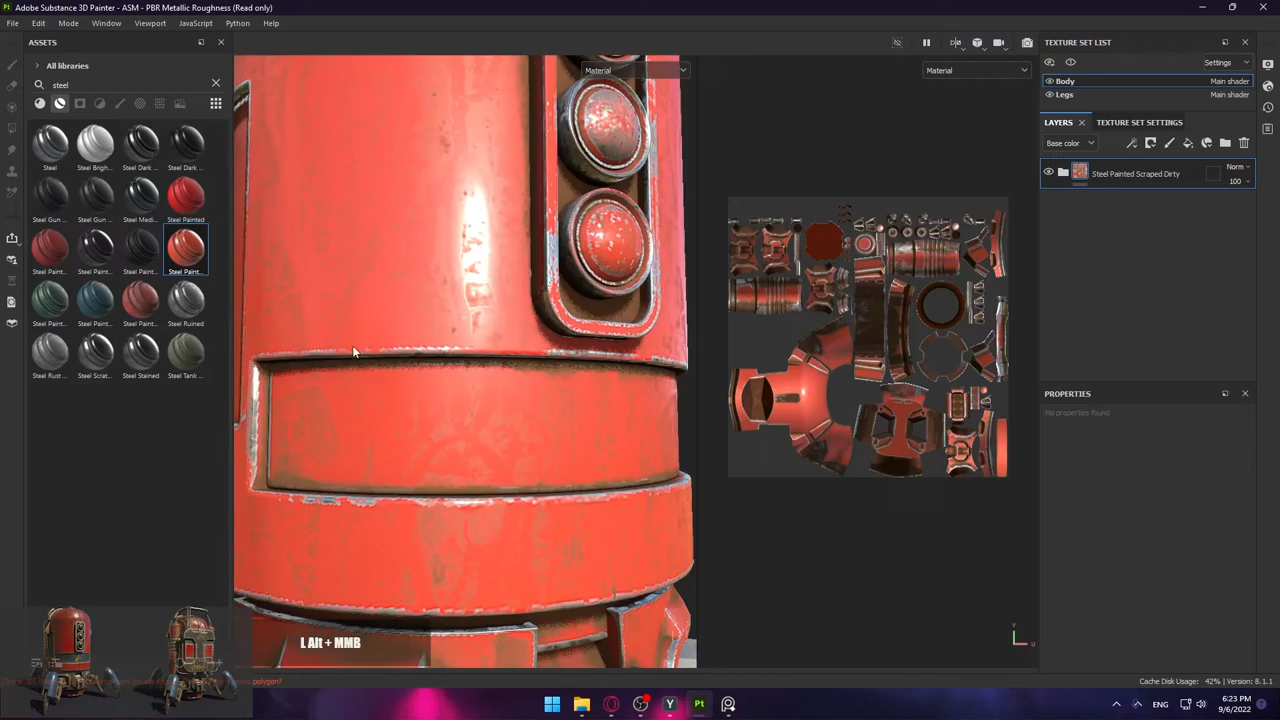 Adobe Substance 3D Painter - ASM - PBR Metallic Roughness (Read only)
File Edit Mode Window Viewport JavaScript Python Help
ASSETS
All libraries
steel
Steel Steel Brigh... Steel Dark ... Steel Dark ...
Steel Gun ... Steel Gun ... Steel Medi... Steel Painted
Steel Paint... Steel Paint... Steel Paint... Steel Paint...
Steel Paint... Steel Paint... Steel Paint... Steel Ruined
Steel Rust ... Steel Scrat... Steel Stained Steel Tank ...
Material
Material
L Alt + MMB
polygon?
TEXTURE SET LIST
Settings
Body Main shader
Legs Main shader
LAYERS TEXTURE SET SETTINGS
Base color
Steel Painted Scraped Dirty
Norm
100
PROPERTIES
No properties found
V
U
Cache Disk Usage: 42% | Version: 8.1.1
Pt
Y
Pt
ENG
6:23 PM
9/6/2022